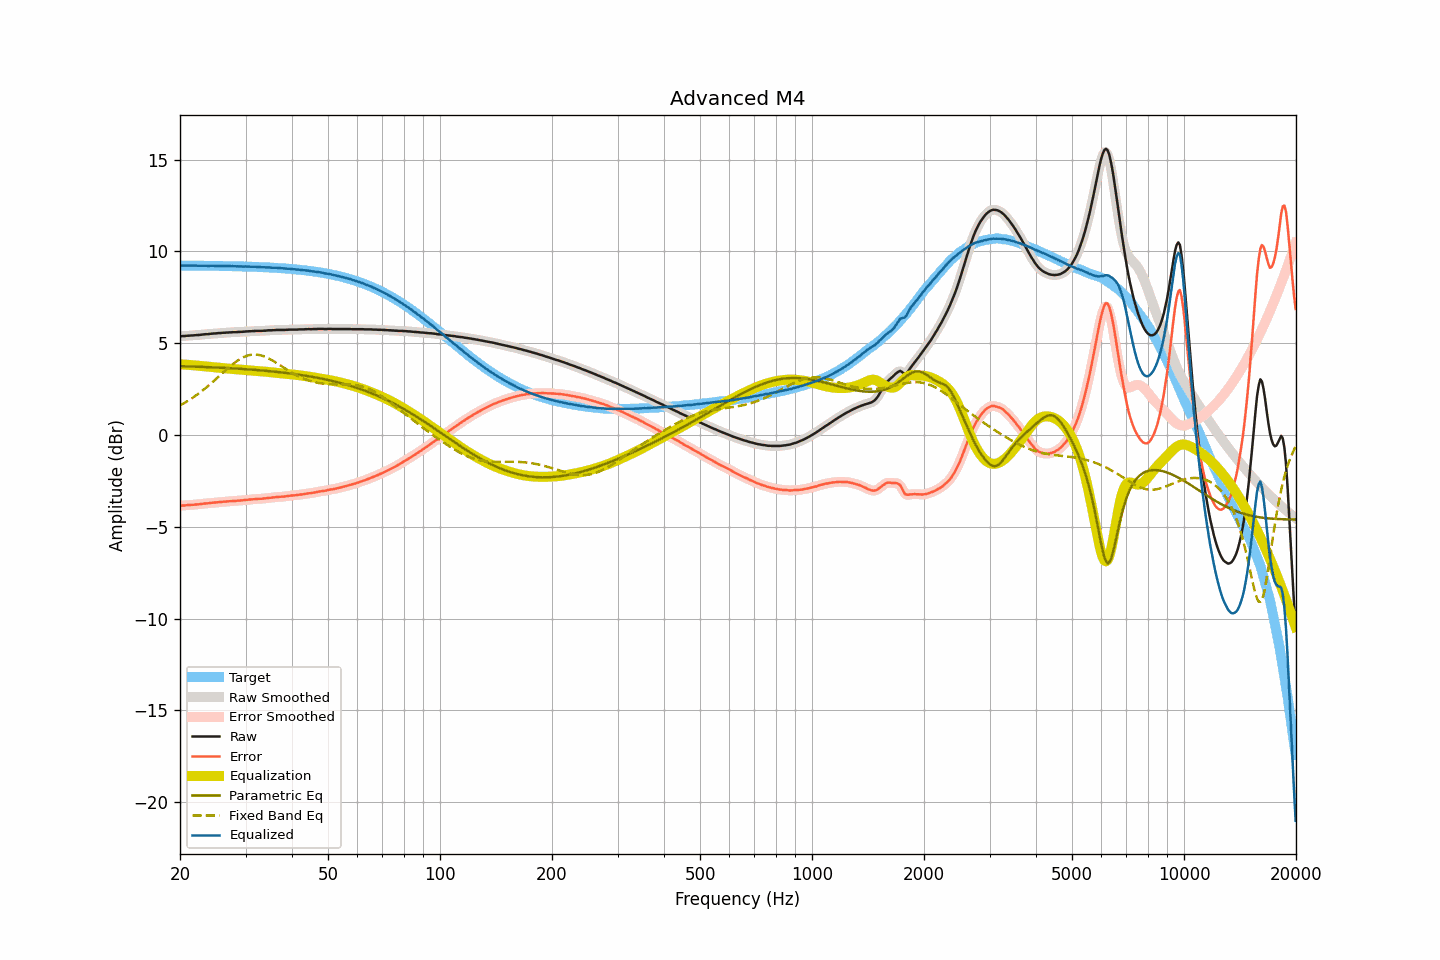 Advanced M4
15
10
5
0
−5
−10
−15
−20
Amplitude (dBr)
Target
Raw Smoothed
Error Smoothed
Raw
Error
Equalization
Parametric Eq
Fixed Band Eq
Equalized
20 50 100 200 500 1000 2000 5000 10000 20000
Frequency (Hz)